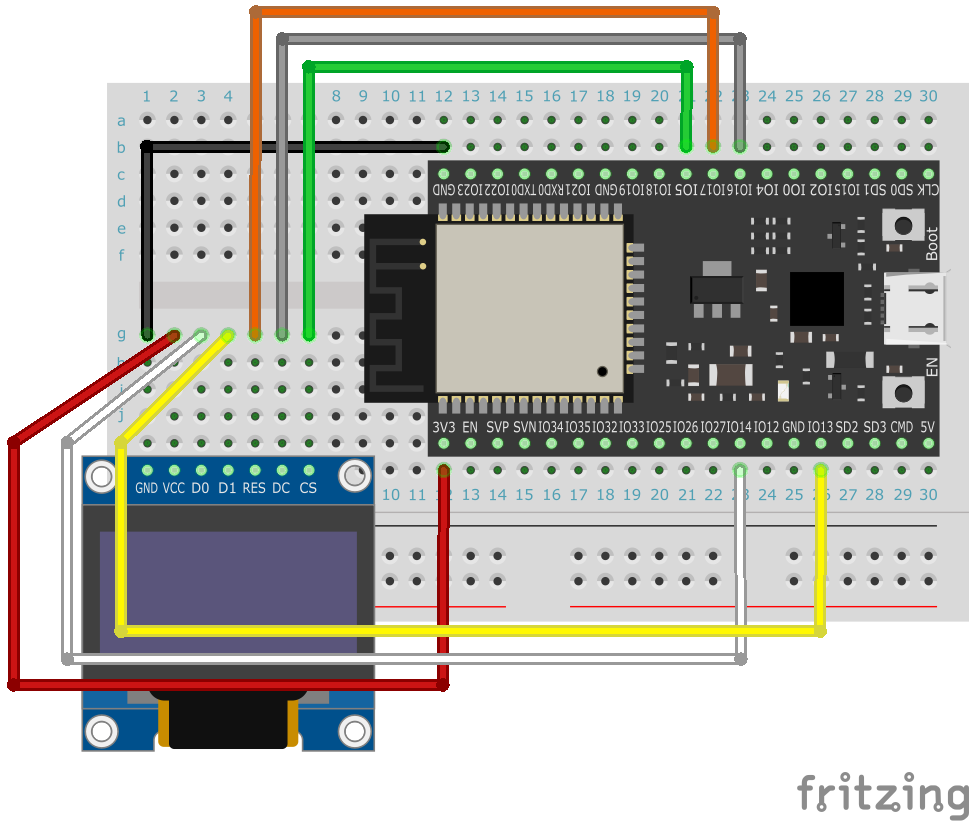 1 2 3 4 8 9 10 11 12 13 14 15 16 17 18 19 20 21 22 23 24 25 26 27 28 29 30
a
b
c
GND IO23 IO22 TXD0 RXD0 IO21 GND IO19 IO18 IO5 IO17 IO16 IO4 IO0 IO2 IO15 SD1 SD0 CLK
d
e
Boot
f
g
h
EN
i
j
3V3 EN SVP SVN IO34 IO35 IO32 IO33 IO25 IO26 IO27 IO14 IO12 GND IO13 SD2 SD3 CMD 5V
GND VCC D0 D1 RES DC CS
10 11 12 13 14 15 16 17 18 19 20 21 22 23 24 25 26 27 28 29 30
fritzing